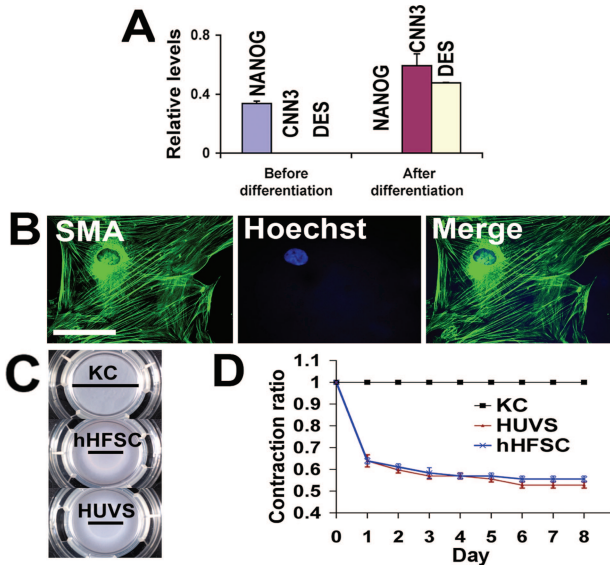 A
Relative levels
0.8
0.4
0
NANOG
CNN3
DES
NANOG
CNN3
DES
Before
differentiation
After
differentiation
B
SMA
Hoechst
Merge
C
KC
hHFSC
HUVS
D
Contraction ratio
1.1
1
0.9
0.8
0.7
0.6
0.5
0.4
KC
HUVS
hHFSC
0 1 2 3 4 5 6 7 8
Day